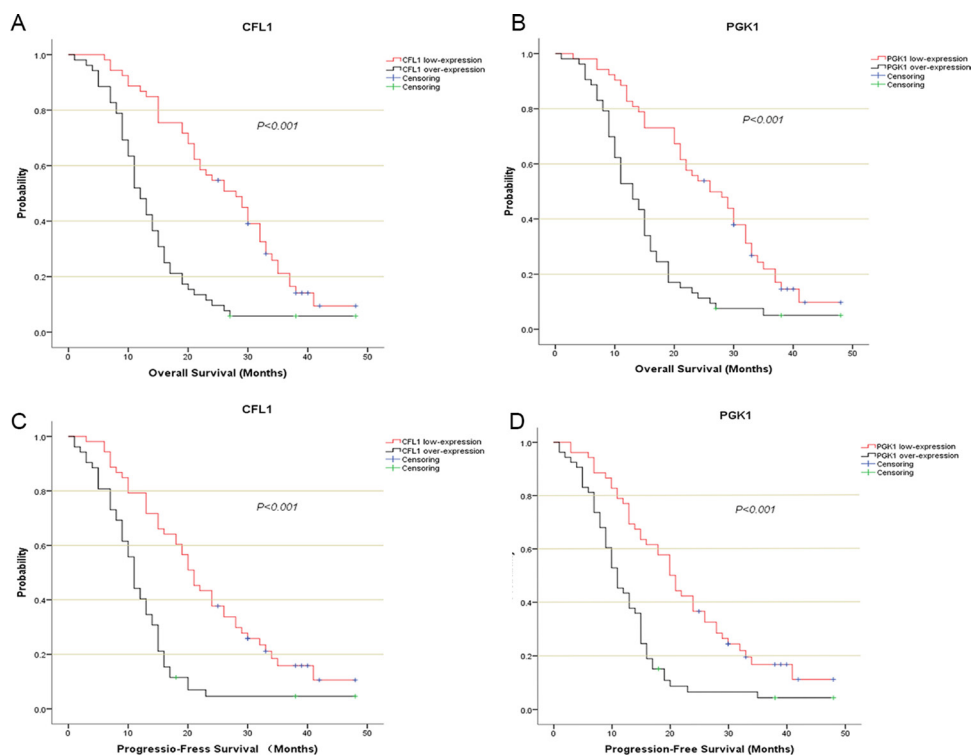 A
CFL1
CFL1 low-expression
CFL1 over-expression
Censoring
Censoring
P<0.001
Probability
1.0
0.8
0.6
0.4
0.2
0.0
0 10 20 30 40 50
Overall Survival (Months)
B
PGK1
PGK1 low-expression
PGK1 over-expression
Censoring
Censoring
P<0.001
Probability
1.0
0.8
0.6
0.4
0.2
0.0
0 10 20 30 40 50
Overall Survival (Months)
C
CFL1
CFL1 low-expression
CFL1 over-expression
Censoring
Censoring
P<0.001
Probability
1.0
0.8
0.6
0.4
0.2
0.0
0 10 20 30 40 50
Progressio-Fress Survival （Months)
D
PGK1
PGK1 low-expression
PGK1 over-expression
Censoring
Censoring
P<0.001
1.0
0.8
0.6
0.4
0.2
0.0
0 10 20 30 40 50
Progression-Free Survival (Months)